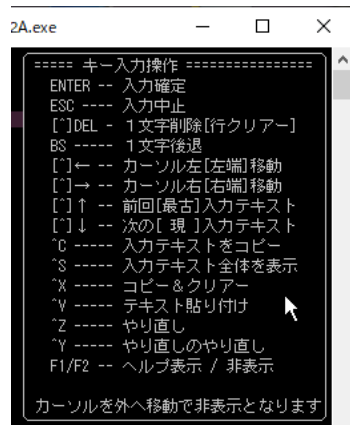 2A.exe
===== キー入力操作 ================
ENTER -- 入力確定
ESC ---- 入力中止
[^]DEL - 1文字削除[行クリアー]
BS ----- 1文字後退
[^]← -- カーソル左[左端]移動
[^]→ -- カーソル右[右端]移動
[^]↑ -- 前回[最古]入力テキスト
[^]↓ -- 次の[ 現 ]入力テキスト
^C ----- 入力テキストをコピー
^S ----- 入力テキスト全体を表示
^X ----- コピー&クリアー
^V ----- テキスト貼り付け
^Z ----- やり直し
^Y ----- やり直しのやり直し
F1/F2 -- ヘルプ表示 / 非表示
カーソルを外へ移動で非表示となります